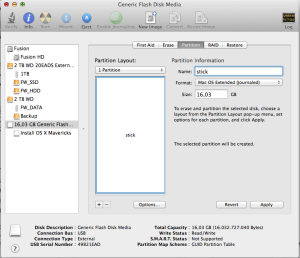 Generic Flash Disk Media
Verify Info Burn Mount Eject Enable Journaling New Image Convert Resize Image Log
First Aid Erase Partition RAID Restore
Fusion
Fusion HD
2 TB WD 20EADS Extern...
1TB
FW_SSD
FW_HDD
2 TB WD
FW_DATA
Backup
16,03 GB Generic Flash...
Install OS X Mavericks
Partition Layout:
1 Partition
stick
+ −
Options...
Partition Information
Name: stick
Format: Mac OS Extended (Journaled)
Size: 16,03 GB
To erase and partition the selected disk, choose a
layout from the Partition Layout pop-up menu, set
options for each partition, and click Apply.
The selected partition will be created.
Revert Apply
Disk Description : Generic Flash Disk Media
Connection Bus : USB
Connection Type : External
USB Serial Number : 49821EAD
Total Capacity : 16,03 GB (16.032.727.040 Bytes)
Write Status : Read/Write
S.M.A.R.T. Status : Not Supported
Partition Map Scheme : GUID Partition Table
?